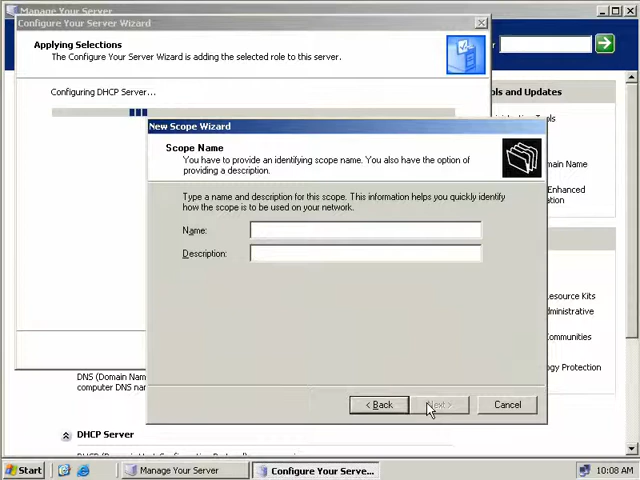 Manage Your Server
Configure Your Server Wizard
Applying Selections
The Configure Your Server Wizard is adding the selected role to this server.
Configuring DHCP Server...
ols and Updates
Tools
main Name
Enhanced
New Scope Wizard
Scope Name
You have to provide an identifying scope name. You also have the option of
providing a description.
Type a name and description for this scope. This information helps you quickly identify
how the scope is to be used on your network.
Name:
Description:
esource Kits
dministrative
ommunities
gy Protection
< Back
Next >
Cancel
DNS (Domain Nam
computer DNS nar
DHCP Server
Start
Manage Your Server
Configure Your Serve...
10:08 AM